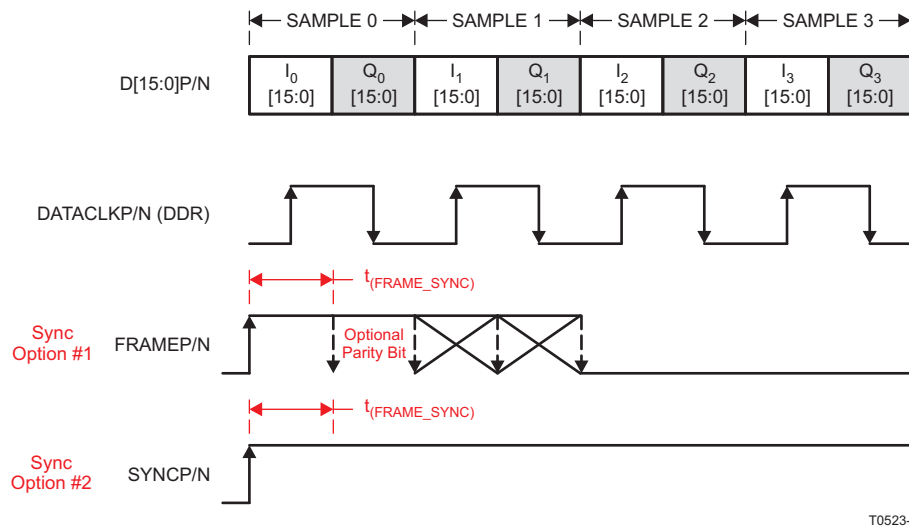 SAMPLE 0 SAMPLE 1 SAMPLE 2 SAMPLE 3
D[15:0]P/N
I0 [15:0]
Q0 [15:0]
I1 [15:0]
Q1 [15:0]
I2 [15:0]
Q2 [15:0]
I3 [15:0]
Q3 [15:0]
DATACLKP/N (DDR)
t(FRAME_SYNC)
Sync
Option #1
FRAMEP/N
Optional
Parity Bit
t(FRAME_SYNC)
Sync
Option #2
SYNCP/N
T0523-